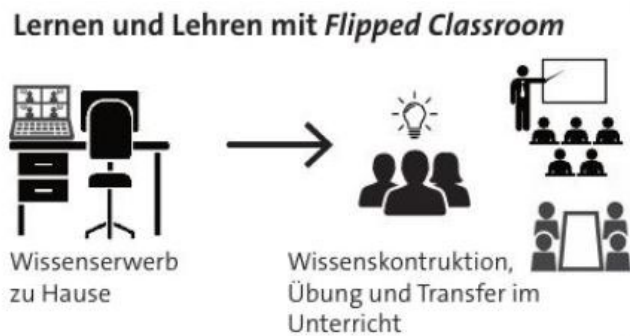 Lernen und Lehren mit Flipped Classroom
Wissenserwerb
zu Hause
Wissenskontruktion,
Übung und Transfer im
Unterricht